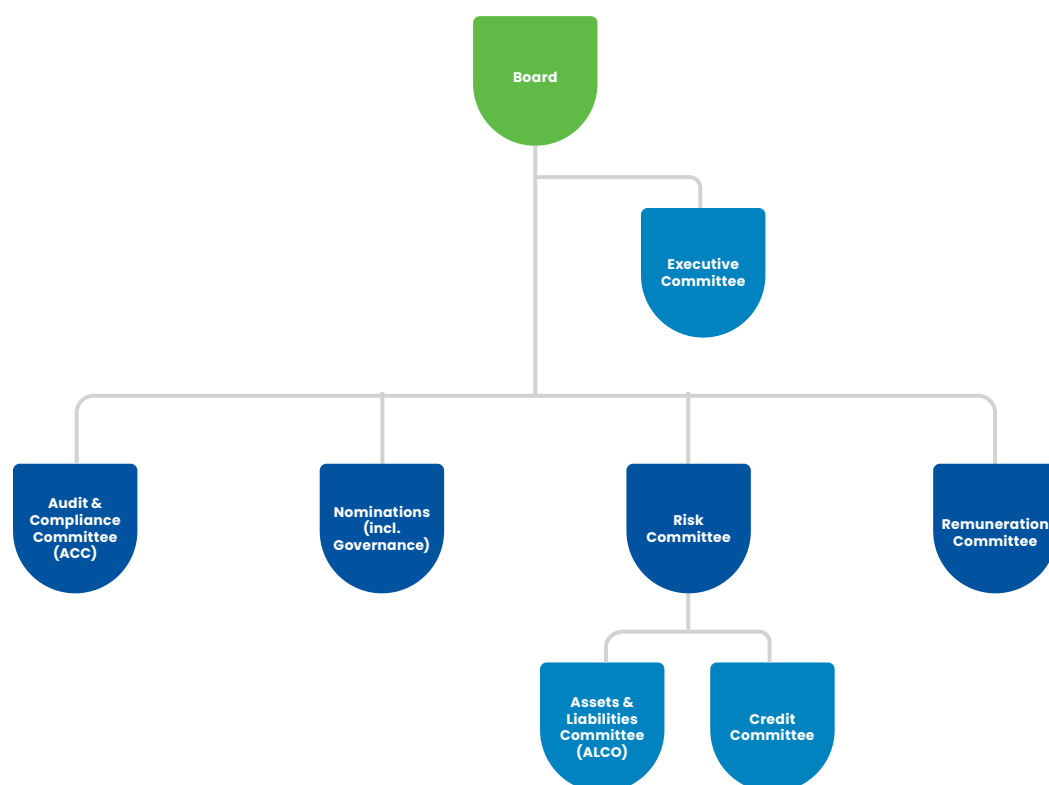 Board
Executive
Committee
Audit &
Compliance
Committee
(ACC)
Nominations
(incl.
Governance)
Risk
Committee
Remuneration
Committee
Assets &
Liabilities
Committee
(ALCO)
Credit
Committee